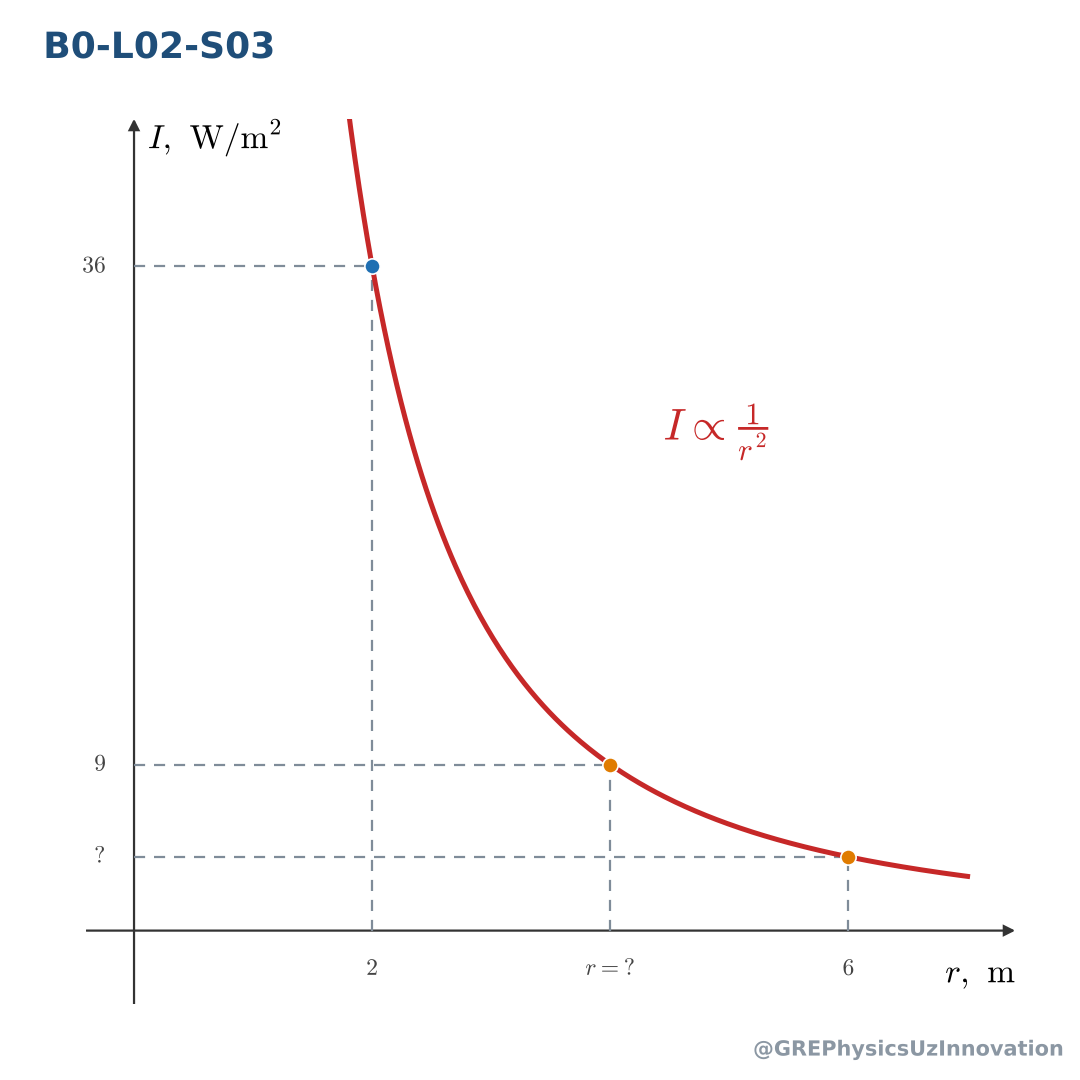 B0-L02-S03
I, W/m²
36
I ∝ 1/r²
9
?
2
r = ?
6
r, m
@GREPhysicsUzInnovation